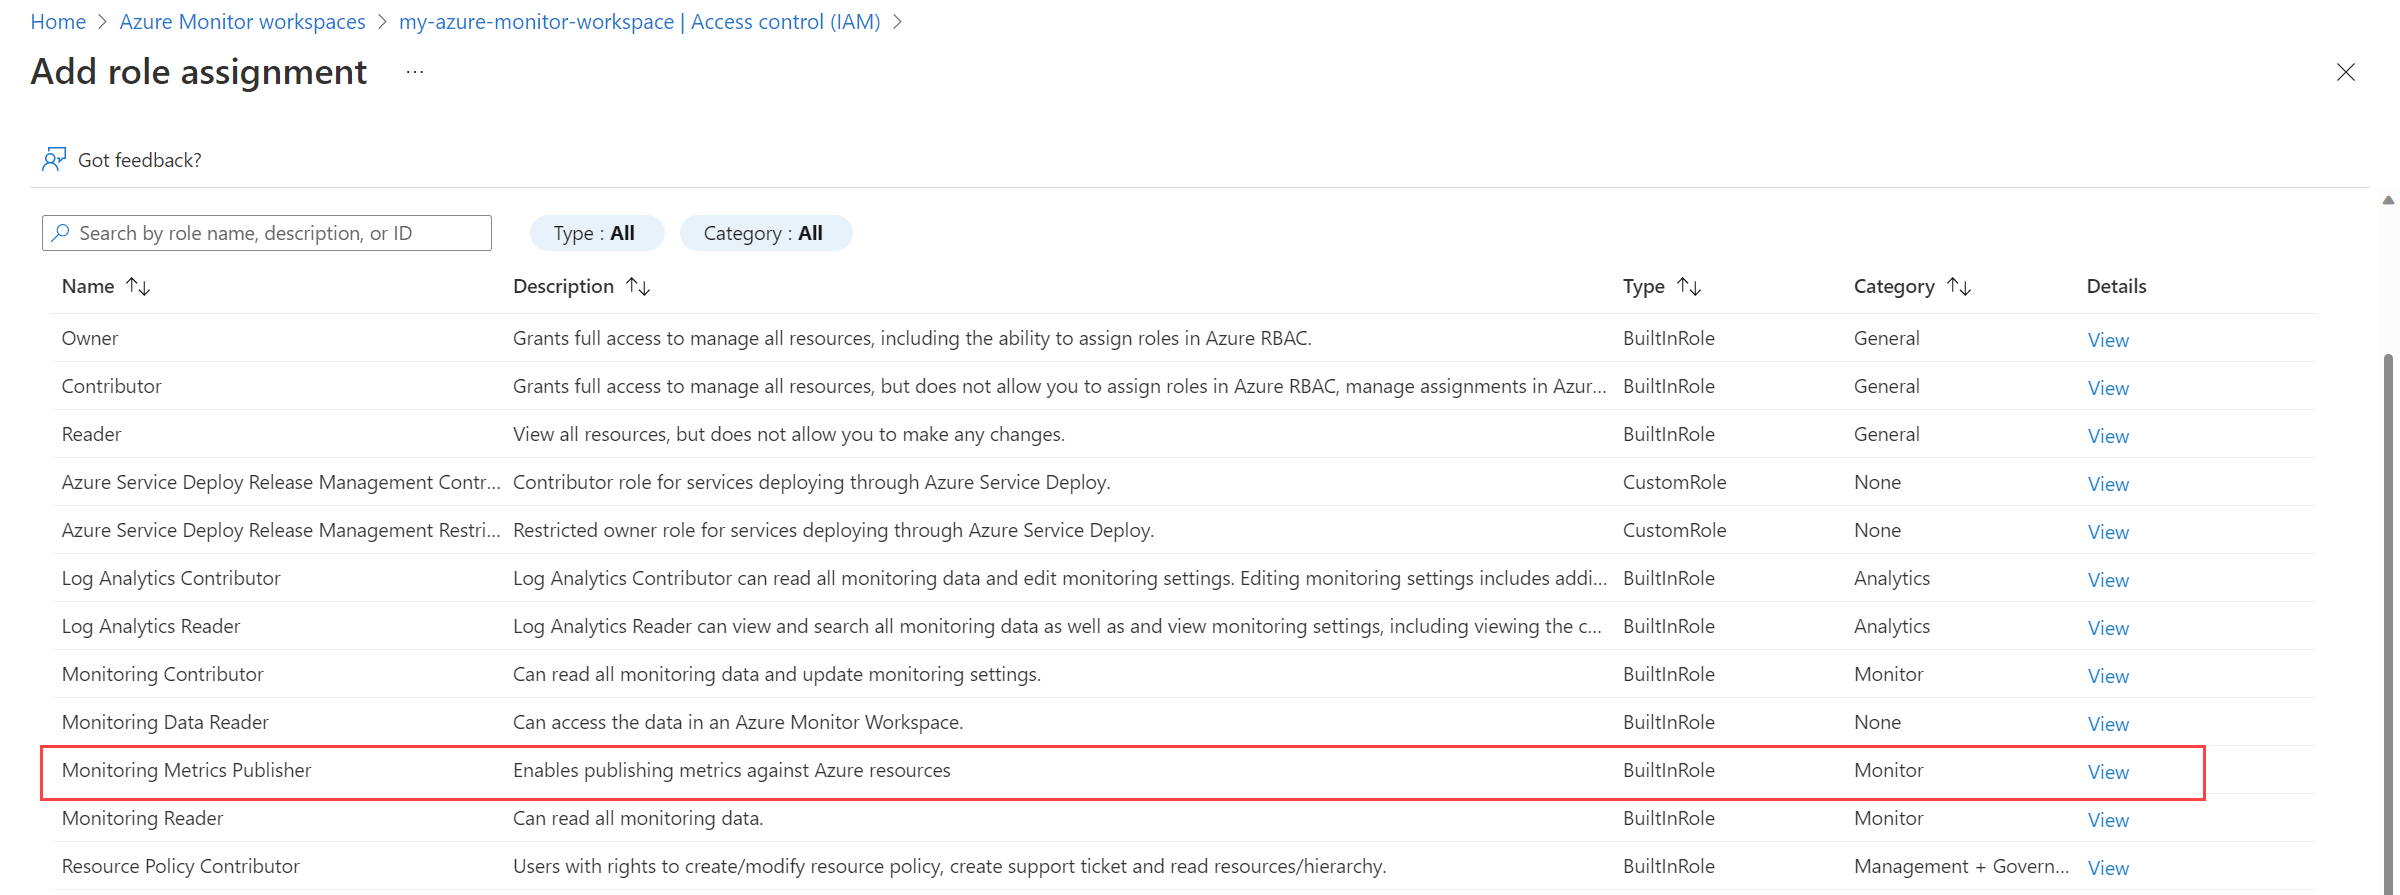 Home > Azure Monitor workspaces > my-azure-monitor-workspace | Access control (IAM) >
Add role assignment ...
Got feedback?
Search by role name, description, or ID Type : All Category : All
Name Description Type Category Details
Owner Grants full access to manage all resources, including the ability to assign roles in Azure RBAC. BuiltInRole General View
Contributor Grants full access to manage all resources, but does not allow you to assign roles in Azure RBAC, manage assignments in Azur... BuiltInRole General View
Reader View all resources, but does not allow you to make any changes. BuiltInRole General View
Azure Service Deploy Release Management Contr... Contributor role for services deploying through Azure Service Deploy. CustomRole None View
Azure Service Deploy Release Management Restri... Restricted owner role for services deploying through Azure Service Deploy. CustomRole None View
Log Analytics Contributor Log Analytics Contributor can read all monitoring data and edit monitoring settings. Editing monitoring settings includes addi... BuiltInRole Analytics View
Log Analytics Reader Log Analytics Reader can view and search all monitoring data as well as and view monitoring settings, including viewing the c... BuiltInRole Analytics View
Monitoring Contributor Can read all monitoring data and update monitoring settings. BuiltInRole Monitor View
Monitoring Data Reader Can access the data in an Azure Monitor Workspace. BuiltInRole None View
Monitoring Metrics Publisher Enables publishing metrics against Azure resources BuiltInRole Monitor View
Monitoring Reader Can read all monitoring data. BuiltInRole Monitor View
Resource Policy Contributor Users with rights to create/modify resource policy, create support ticket and read resources/hierarchy. BuiltInRole Management + Govern... View